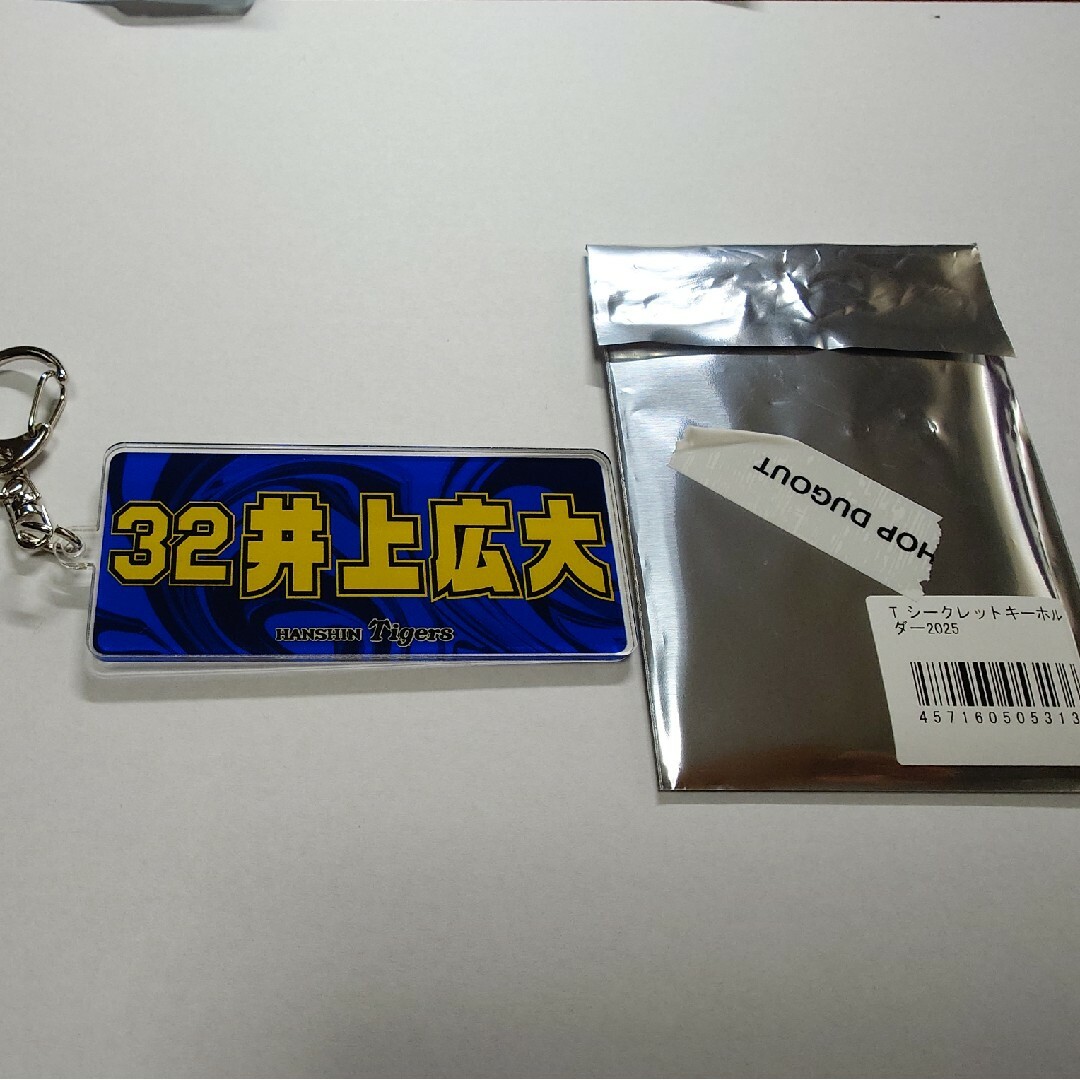 32井上広大
HANSHIN Tigers
HOP DUGOUT
T シークレットキーホル
ダー2025
457160505313